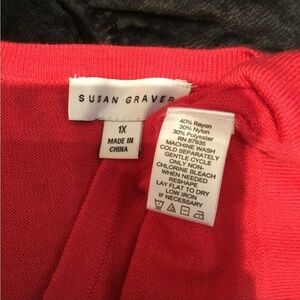 SUSAN GRAVER
1X
MADE IN
CHINA
40% Rayon
30% Nylon
30% Polyester
RN 87935
MACHINE WASH
COLD SEPARATELY
GENTLE CYCLE
ONLY NON-
CHLORINE BLEACH
WHEN NEEDED
RESHAPE
LAY FLAT TO DRY
LOW IRON
IF NECESSARY